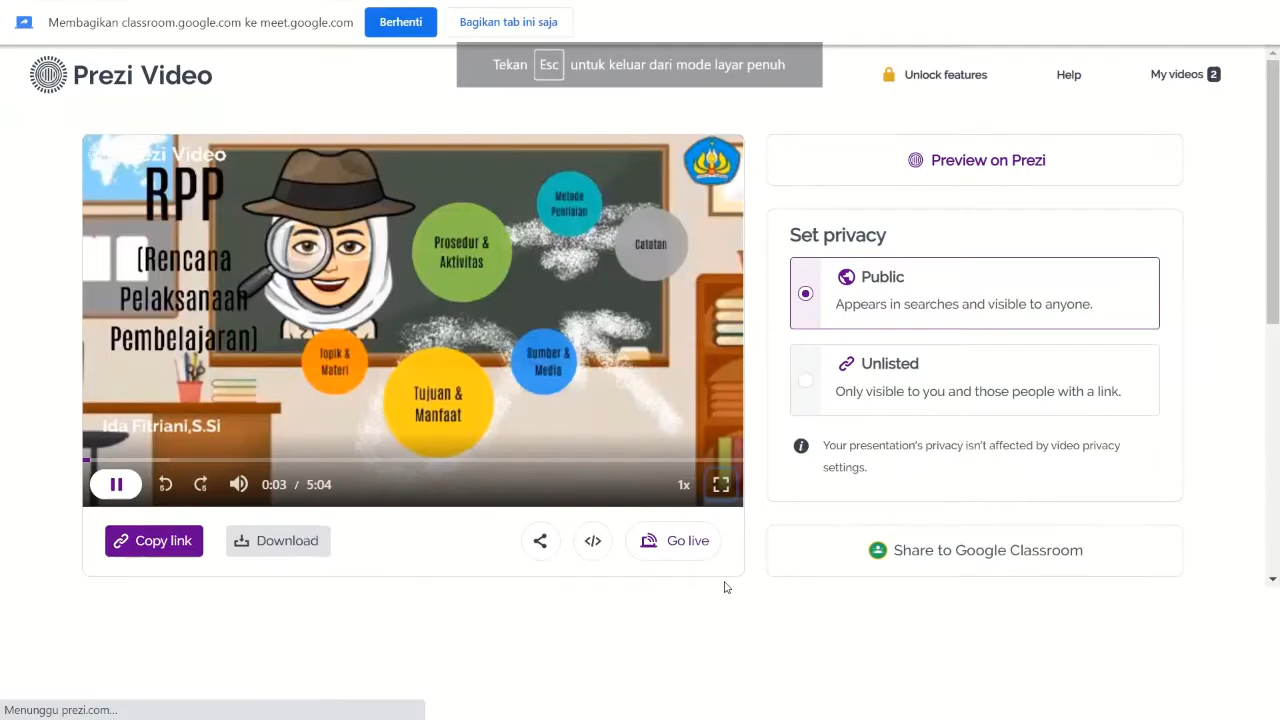 Membagikan classroom.google.com ke meet.google.com
Berhenti
Bagikan tab ini saja
Tekan Esc untuk keluar dari mode layar penuh
Prezi Video
Unlock features
Help
My videos 2
Prezi Video
RPP
(Rencana
Pelaksanaan
Pembelajaran)
Ida Fitriani,S.Si
Metode
Penilaian
Prosedur &
Aktivitas
Catatan
Topik &
Materi
Sumber &
Media
Tujuan &
Manfaat
0:03 / 5:04
1x
Copy link
Download
Go live
Preview on Prezi
Set privacy
Public
Appears in searches and visible to anyone.
Unlisted
Only visible to you and those people with a link.
Your presentation's privacy isn't affected by video privacy
settings.
Share to Google Classroom
Menunggu prezi.com...